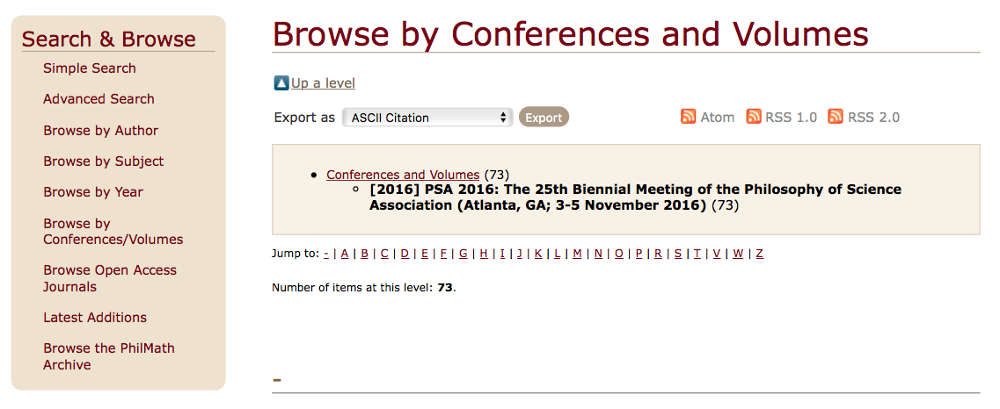 Search & Browse
Simple Search
Advanced Search
Browse by Author
Browse by Subject
Browse by Year
Browse by
Conferences/Volumes
Browse Open Access
Journals
Latest Additions
Browse the PhilMath
Archive
Browse by Conferences and Volumes
Up a level
Export as ASCII Citation Export Atom RSS 1.0 RSS 2.0
Conferences and Volumes (73)
[2016] PSA 2016: The 25th Biennial Meeting of the Philosophy of Science
Association (Atlanta, GA; 3-5 November 2016) (73)
Jump to: - | A | B | C | D | E | F | G | H | I | J | K | L | M | N | O | P | R | S | T | V | W | Z
Number of items at this level: 73.
-